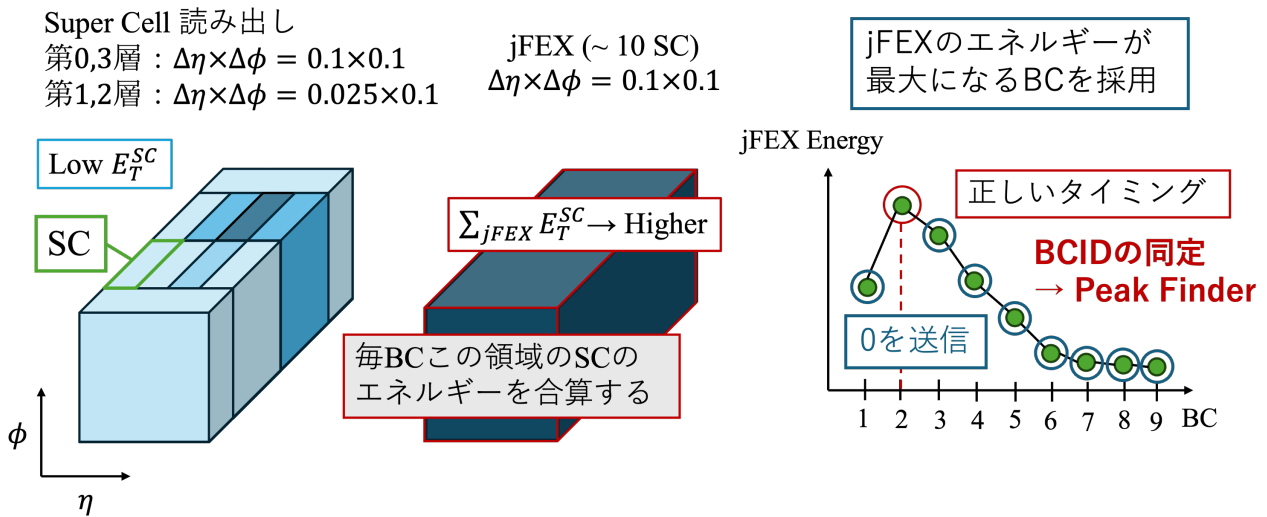 Super Cell 読み出し
第0,3層：Δη×Δϕ = 0.1×0.1
第1,2層：Δη×Δϕ = 0.025×0.1
Low E_T^{SC}
SC
ϕ
η
jFEX (~ 10 SC)
Δη×Δϕ = 0.1×0.1
∑_{jFEX} E_T^{SC} → Higher
毎BCこの領域のSCの
エネルギーを合算する
jFEXのエネルギーが
最大になるBCを採用
jFEX Energy
正しいタイミング
BCIDの同定
→ Peak Finder
0を送信
1 2 3 4 5 6 7 8 9 BC